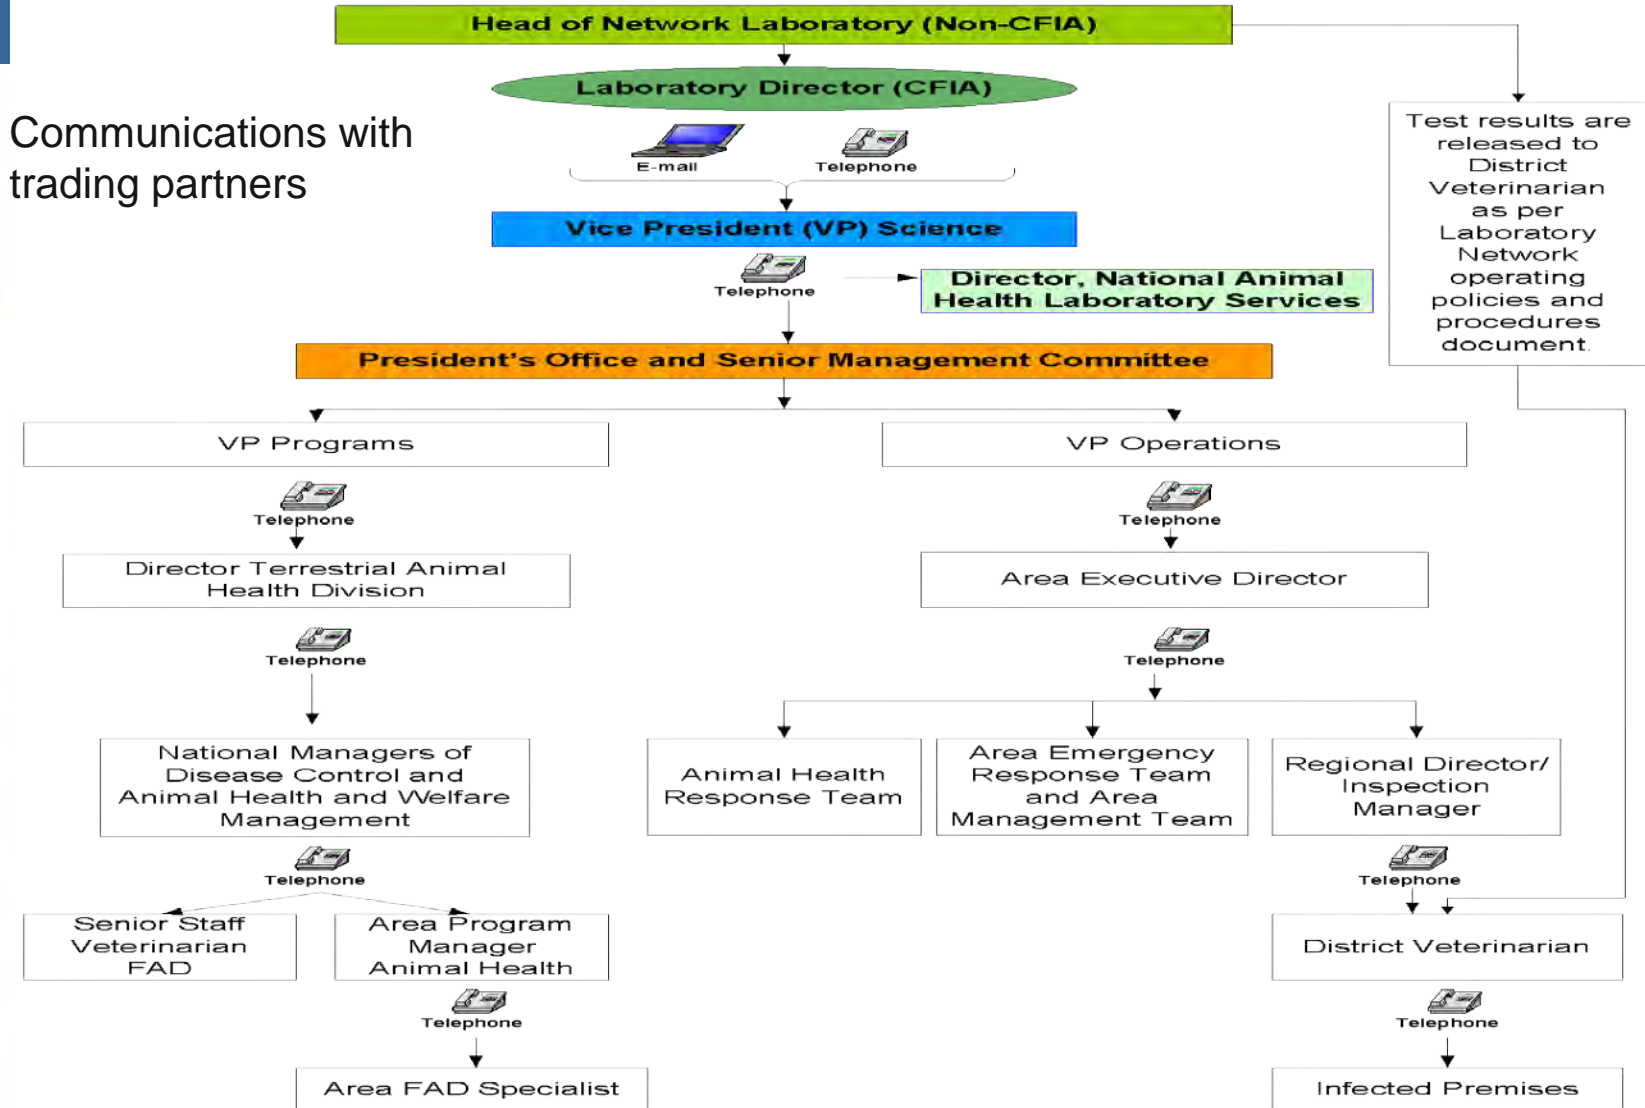 Head of Network Laboratory (Non-CFIA)
Laboratory Director (CFIA)
Communications with
trading partners
E-mail
Telephone
Test results are
released to
District
Veterinarian
as per
Laboratory
Network
operating
policies and
procedures
document.
Vice President (VP) Science
Telephone
Director, National Animal
Health Laboratory Services
President's Office and Senior Management Committee
VP Programs
VP Operations
Telephone
Telephone
Director Terrestrial Animal
Health Division
Area Executive Director
Telephone
Telephone
National Managers of
Disease Control and
Animal Health and Welfare
Management
Animal Health
Response Team
Area Emergency
Response Team
and Area
Management Team
Regional Director/
Inspection
Manager
Telephone
Telephone
Senior Staff
Veterinarian
FAD
Area Program
Manager
Animal Health
District Veterinarian
Telephone
Telephone
Area FAD Specialist
Infected Premises